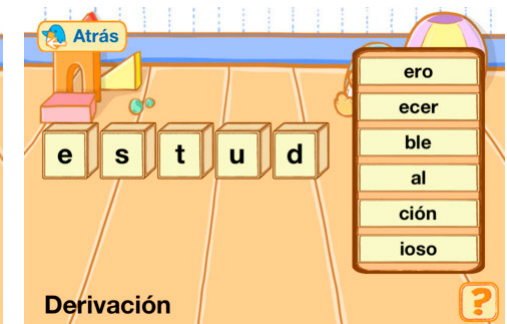 Atrás
e s t u d
ero
ecer
ble
al
ción
ioso
Derivación
?